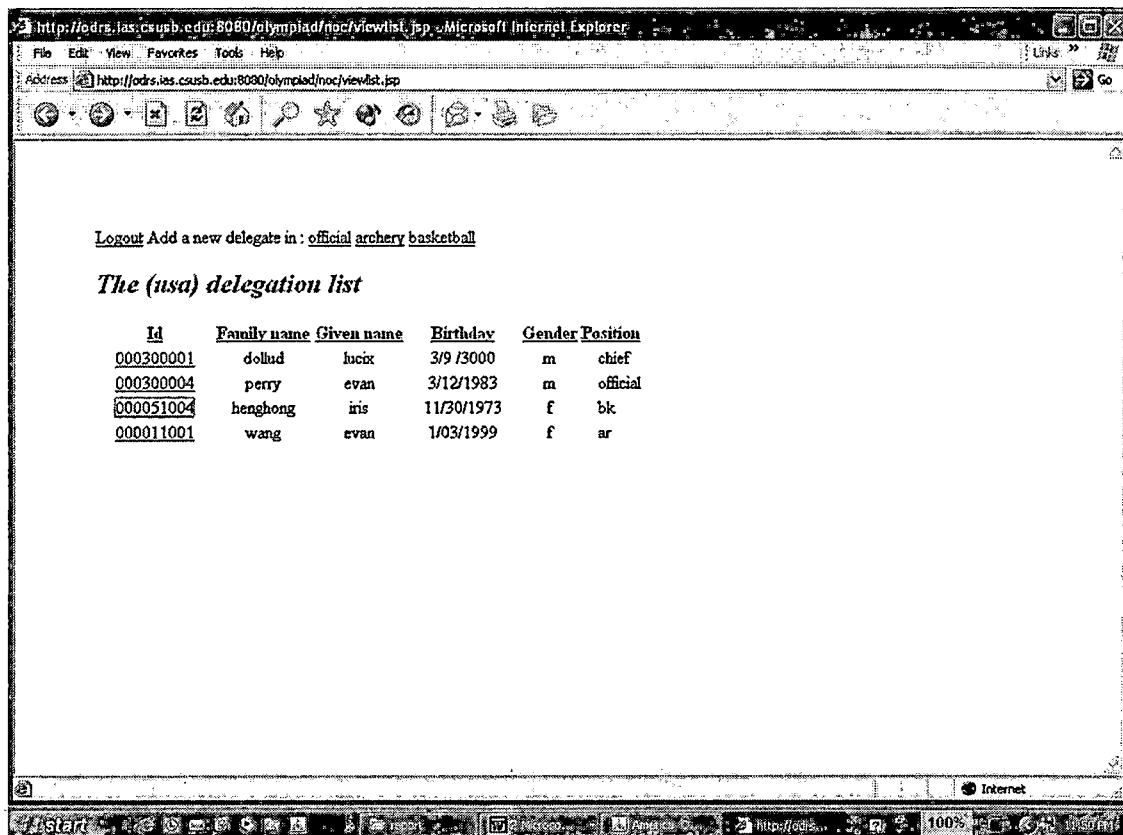 http://odrs.ias.csusb.edu:8080/olympiad/noc/viewlist.jsp - Microsoft Internet Explorer
File Edit View Favorites Tools Help Links »
Address http://odrs.ias.csusb.edu:8080/olympiad/noc/viewlist.jsp Go
Logout Add a new delegate in : official archery basketball
The (usa) delegation list
Id Family name Given name Birthday Gender Position
000300001 dollud lucix 3/9 /3000 m chief
000300004 perry evan 3/12/1983 m official
000051004 henghong iris 11/30/1973 f bk
000011001 wang evan 1/03/1999 f ar
Internet
start report http://odrs... 100%